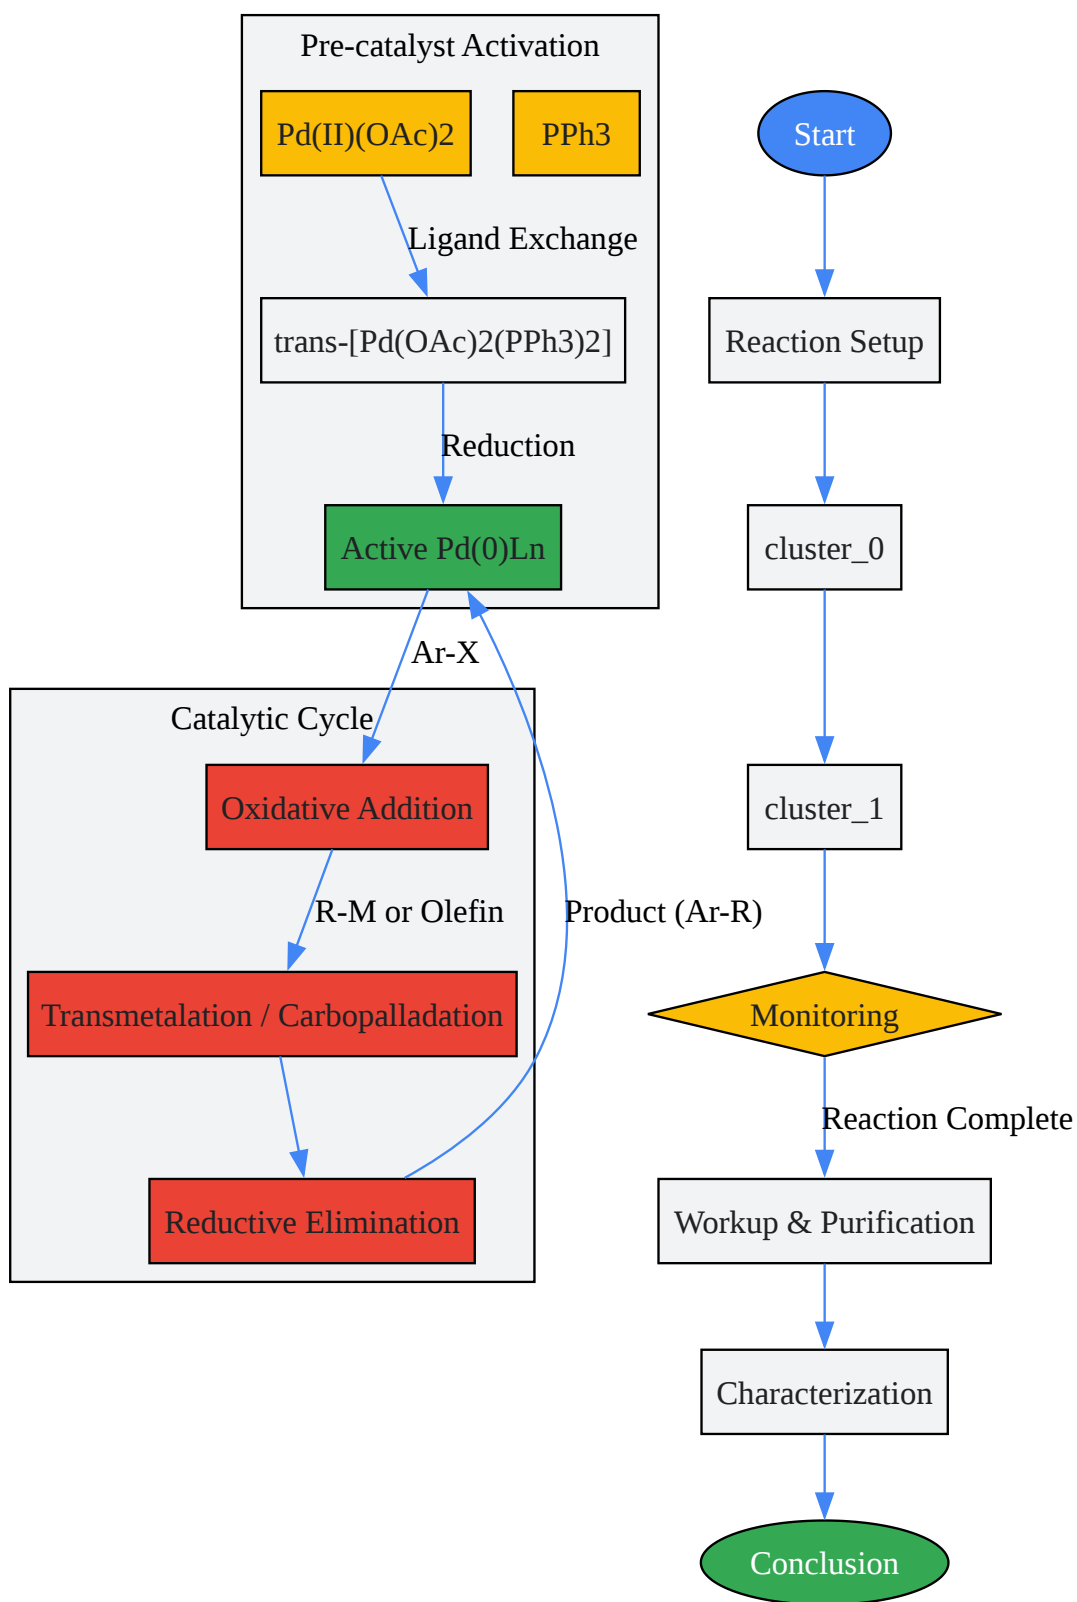 Pre-catalyst Activation
Pd(II)(OAc)2
PPh3
Ligand Exchange
trans-[Pd(OAc)2(PPh3)2]
Reduction
Active Pd(0)Ln
Ar-X
Catalytic Cycle
Oxidative Addition
R-M or Olefin
Product (Ar-R)
Transmetalation / Carbopalladation
Reductive Elimination
Start
Reaction Setup
cluster_0
cluster_1
Monitoring
Reaction Complete
Workup & Purification
Characterization
Conclusion